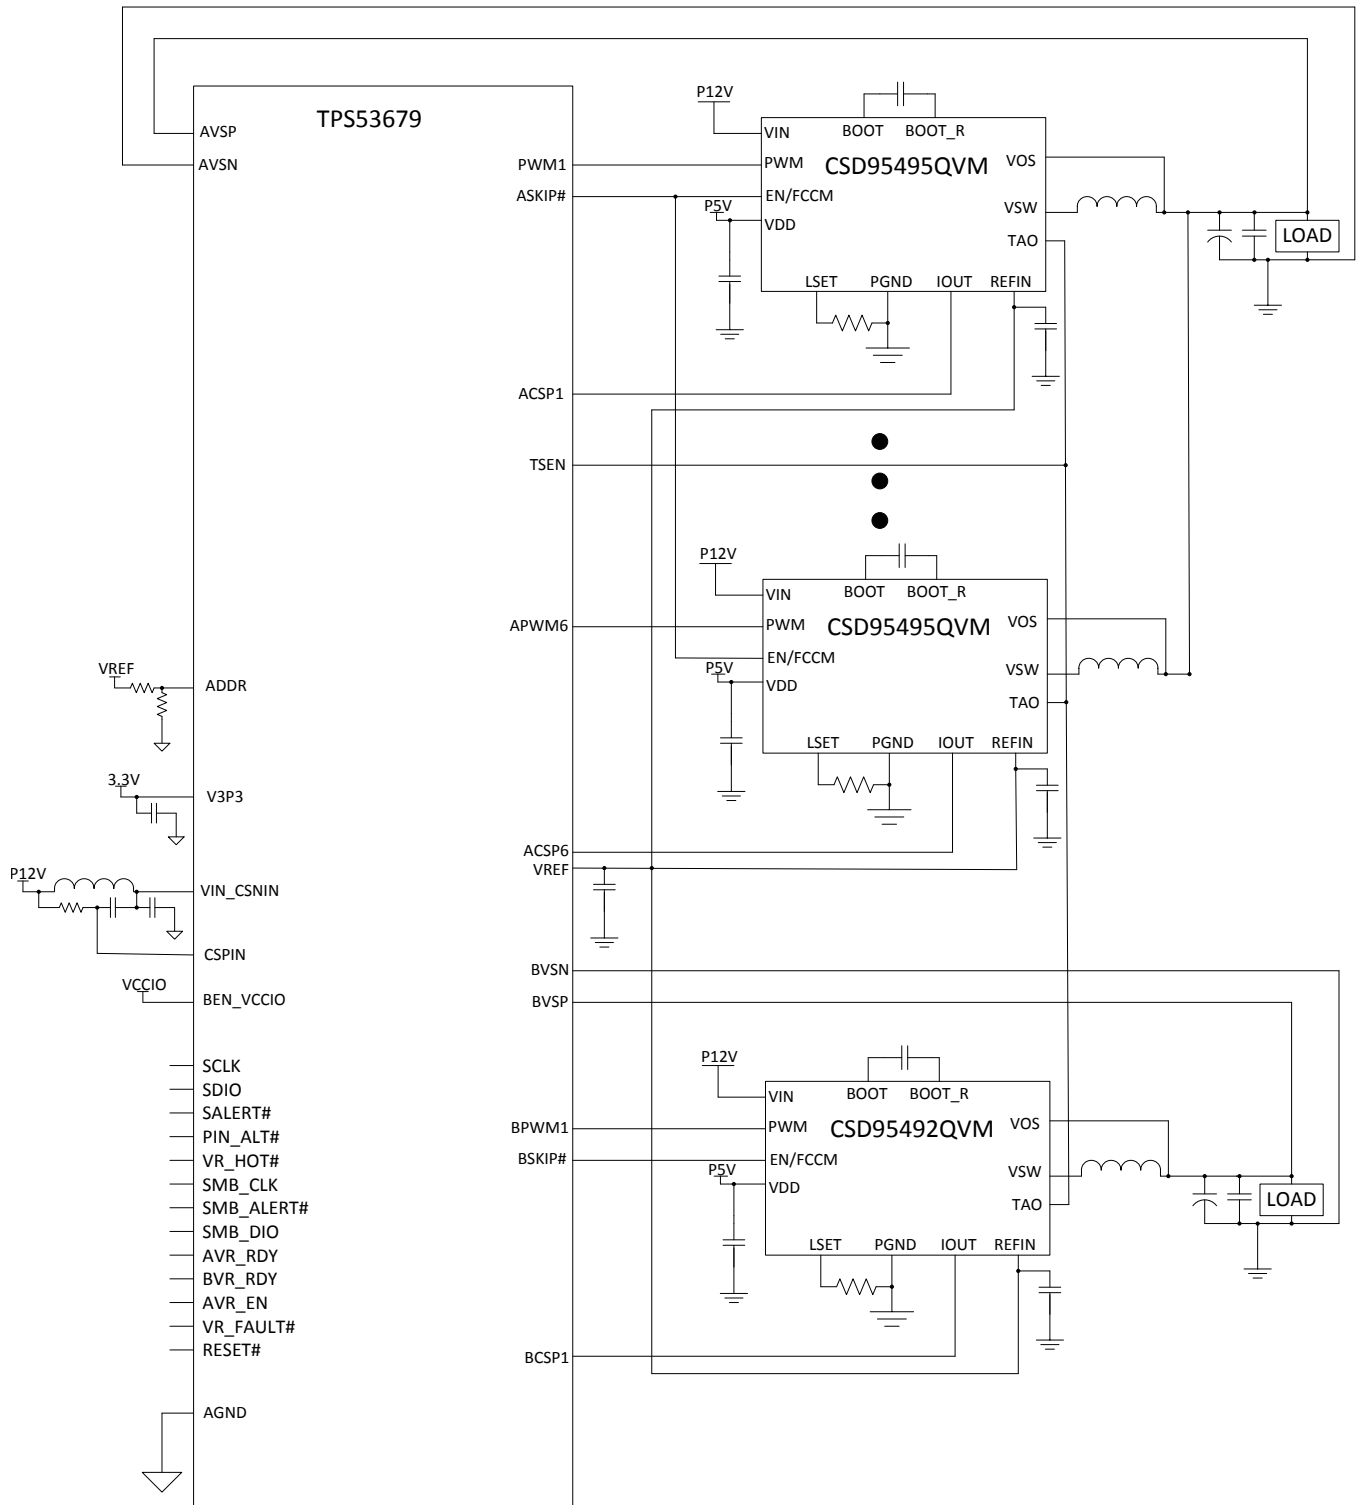 TPS53679
AVSP
AVSN
PWM1
ASKIP#
ACSP1
TSEN
APWM6
ADDR
VREF
3.3V
V3P3
P12V
VIN_CSNIN
CSPIN
VCCIO
BEN_VCCIO
ACSP6
VREF
BVSN
BVSP
SCLK
SDIO
SALERT#
PIN_ALT#
VR_HOT#
SMB_CLK
SMB_ALERT#
SMB_DIO
AVR_RDY
BVR_RDY
AVR_EN
VR_FAULT#
RESET#
AGND
BPWM1
BSKIP#
BCSP1
P12V
VIN
BOOT
BOOT_R
PWM
CSD95495QVM
VOS
EN/FCCM
P5V
VDD
VSW
TAO
LSET
PGND
IOUT
REFIN
LOAD
P12V
VIN
BOOT
BOOT_R
PWM
CSD95495QVM
VOS
EN/FCCM
P5V
VDD
VSW
TAO
LSET
PGND
IOUT
REFIN
P12V
VIN
BOOT
BOOT_R
PWM
CSD95492QVM
VOS
EN/FCCM
P5V
VDD
VSW
TAO
LSET
PGND
IOUT
REFIN
LOAD